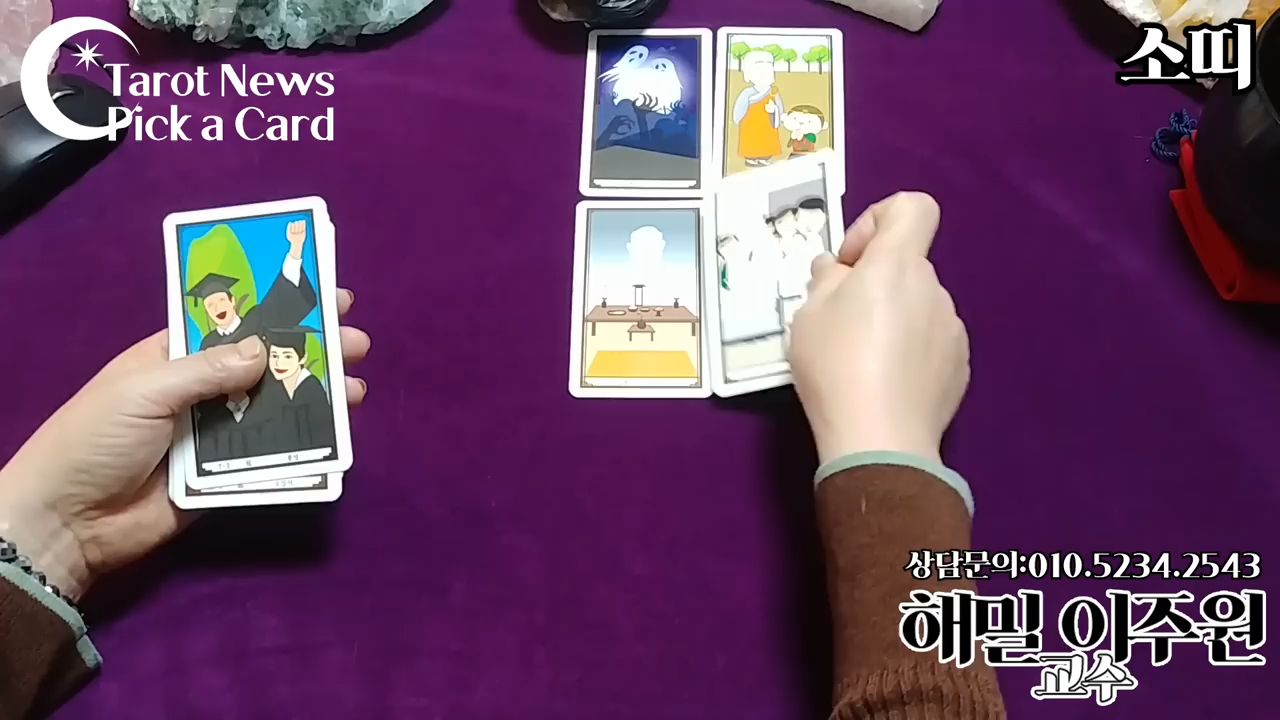 Tarot News
Pick a Card
소띠
상담문의:010.5234.2543
해밀 이주원
교수